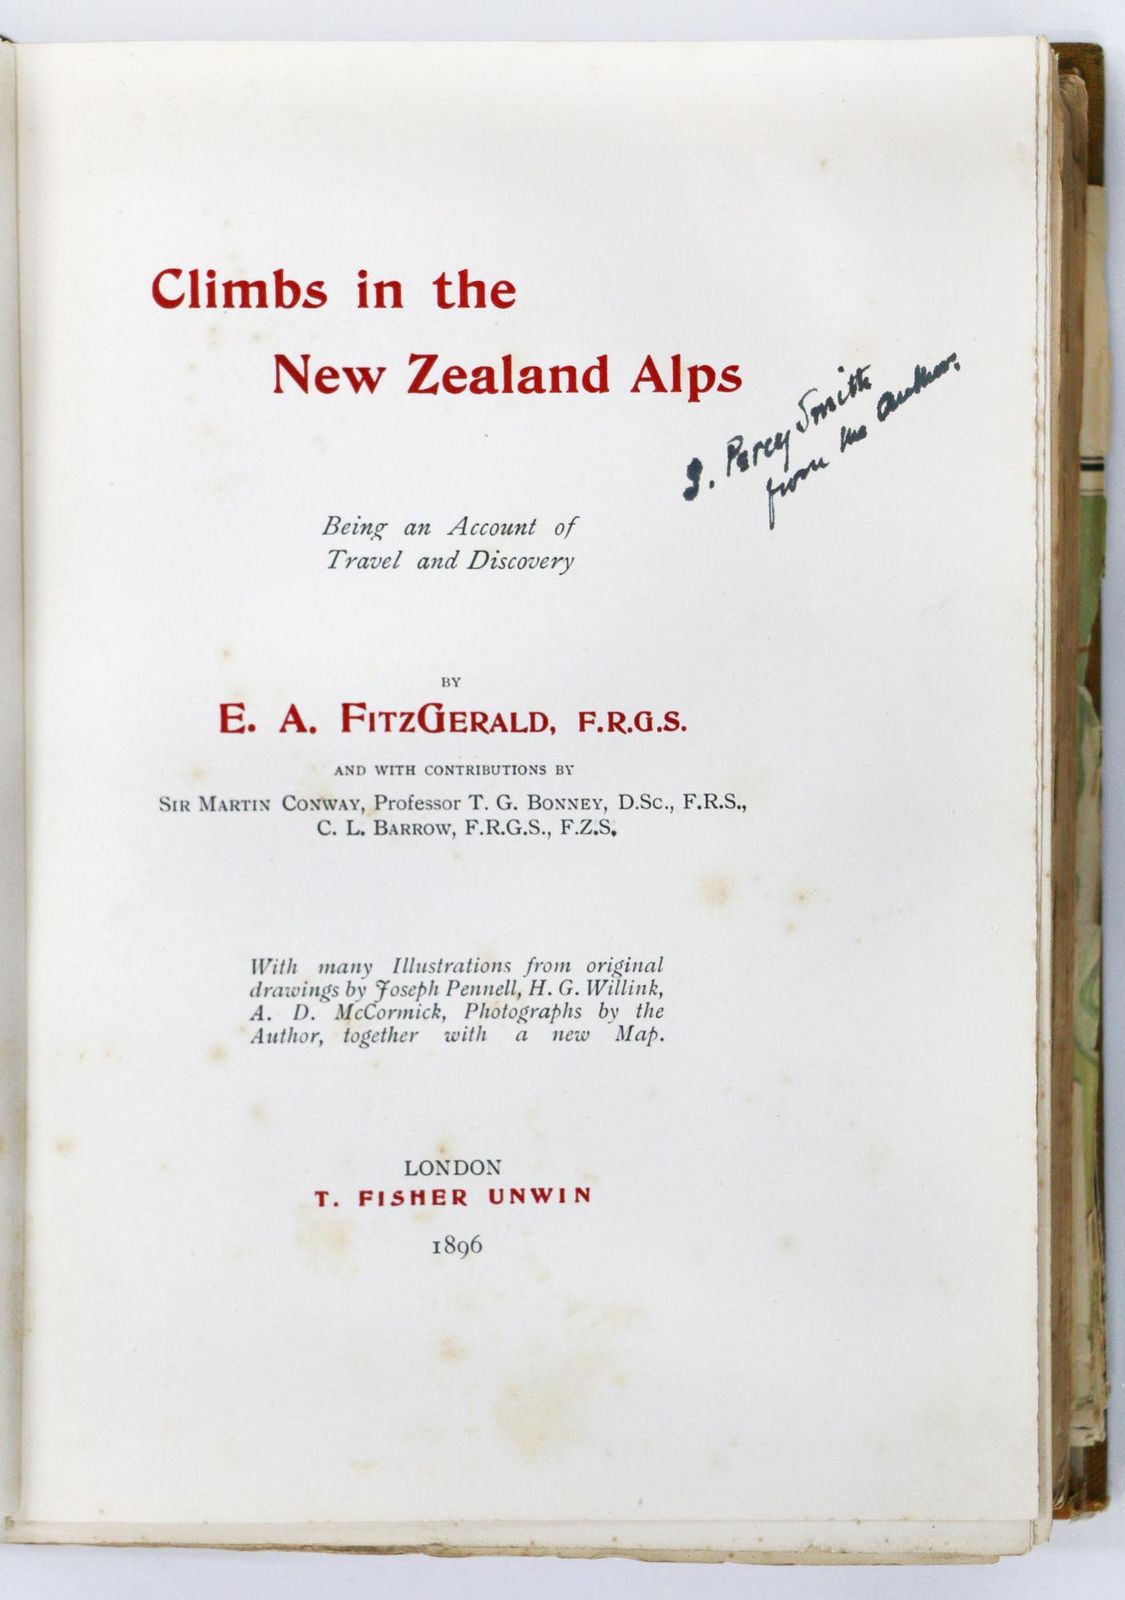 Climbs in the
New Zealand Alps
S. Percy Smith
from the author.
Being an Account of
Travel and Discovery
BY
E. A. FITZGERALD, F.R.G.S.
AND WITH CONTRIBUTIONS BY
SIR MARTIN CONWAY, Professor T. G. BONNEY, D.Sc., F.R.S.,
C. L. BARROW, F.R.G.S., F.Z.S.
With many Illustrations from original
drawings by Joseph Pennell, H. G. Willink,
A. D. McCormick, Photographs by the
Author, together with a new Map.
LONDON
T. FISHER UNWIN
1896